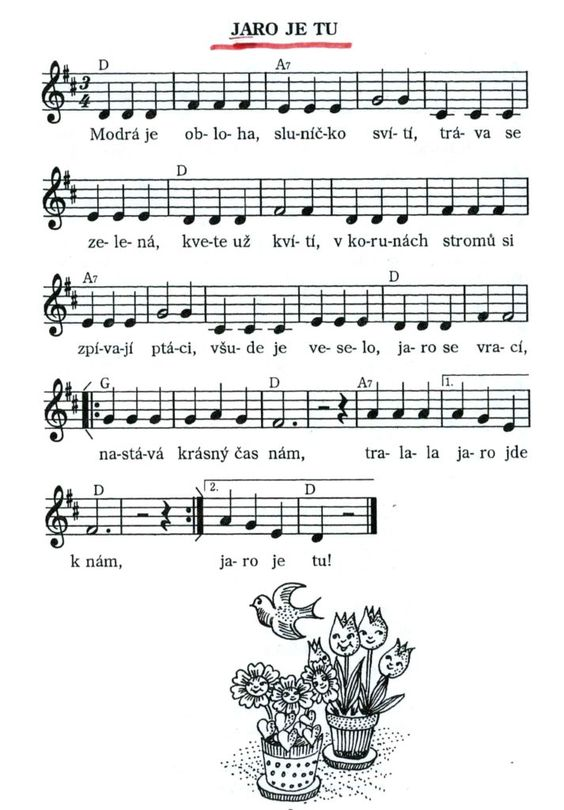 JARO JE TU
D A7
3
4
Modrá je ob- lo- ha, slu-níč-ko sví- tí, trá- va se
D
ze- le- ná, kve-te už kví- tí, v ko-ru-nách stromů si
A7 D
zpí-va-jí ptá-ci, všu- de je ve- se- lo, ja- ro se vra- cí,
G D A7 1.
na-stá-vá krásný čas nám, tra- la- la ja- ro jde
D 2. D
k nám, ja- ro je tu!